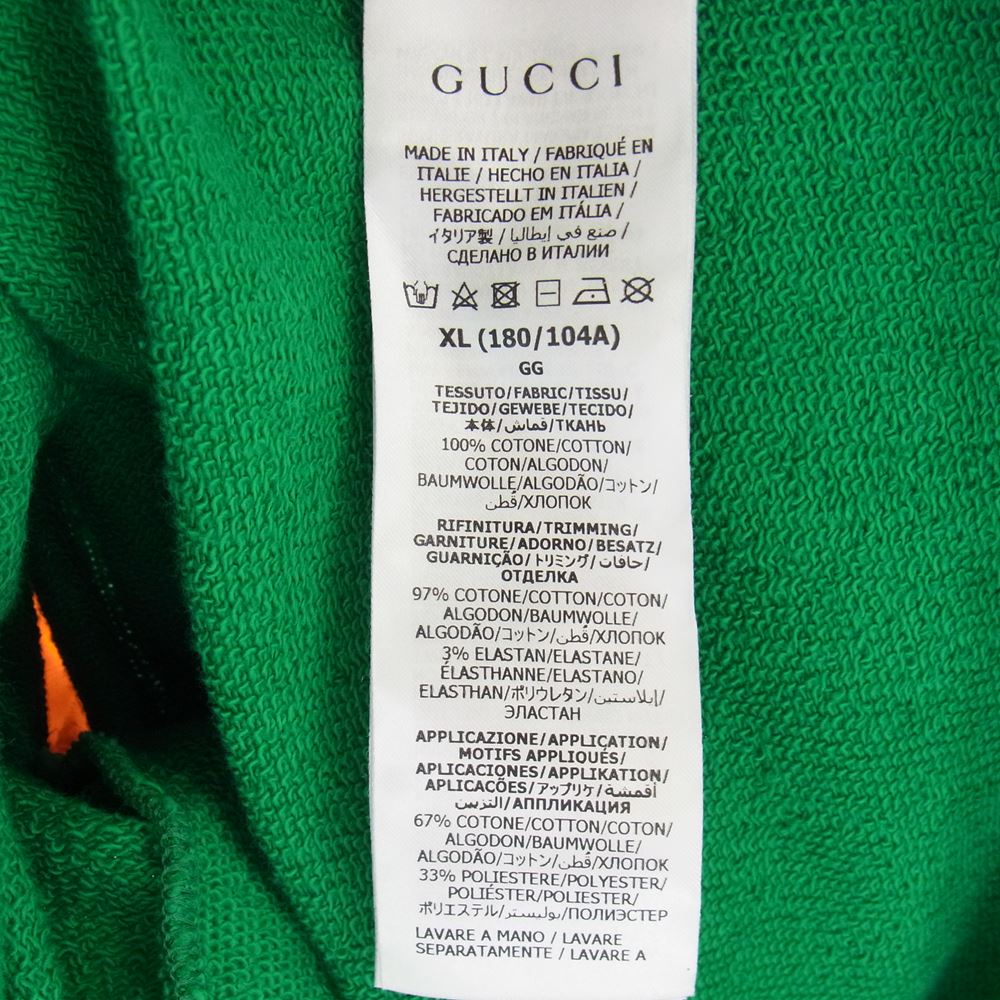 GUCCI
MADE IN ITALY / FABRIQUÉ EN
ITALIE / HECHO EN ITALIA /
HERGESTELLT IN ITALIEN /
FABRICADO EM ITÁLIA /
イタリア製 / صنع في إيطاليا /
СДЕЛАНО В ИТАЛИИ
XL (180/104A)
GG
TESSUTO/FABRIC/TISSU/
TEJIDO/GEWEBE/TECIDO/
本体/قماش/ТКАНЬ
100% COTONE/COTTON/
COTON/ALGODON/
BAUMWOLLE/ALGODÃO/コットン/
قُطن/ХЛОПОК
RIFINITURA/TRIMMING/
GARNITURE/ADORNO/BESATZ/
GUARNIÇÃO/トリミング/حافات/
ОТДЕЛКА
97% COTONE/COTTON/COTON/
ALGODON/BAUMWOLLE/
ALGODÃO/コットン/قُطن/ХЛОПОК
3% ELASTAN/ELASTANE/
ÉLASTHANNE/ELASTANO/
ELASTHAN/ポリウレタン/إيلاستين/
ЭЛАСТАН
APPLICAZIONE/APPLICATION/
MOTIFS APPLIQUÉS/
APLICACIONES/APPLIKATION/
APLICAÇÕES/アップリケ/أقمشة
التزيين/АППЛИКАЦИЯ
67% COTONE/COTTON/COTON/
ALGODON/BAUMWOLLE/
ALGODÃO/コットン/قُطن/ХЛОПОК
33% POLIESTERE/POLYESTER/
POLIÉSTER/POLIESTER/
ポリエステル/بوليستر/ПОЛИЭСТЕР
LAVARE A MANO / LAVARE
SEPARATAMENTE / LAVARE A